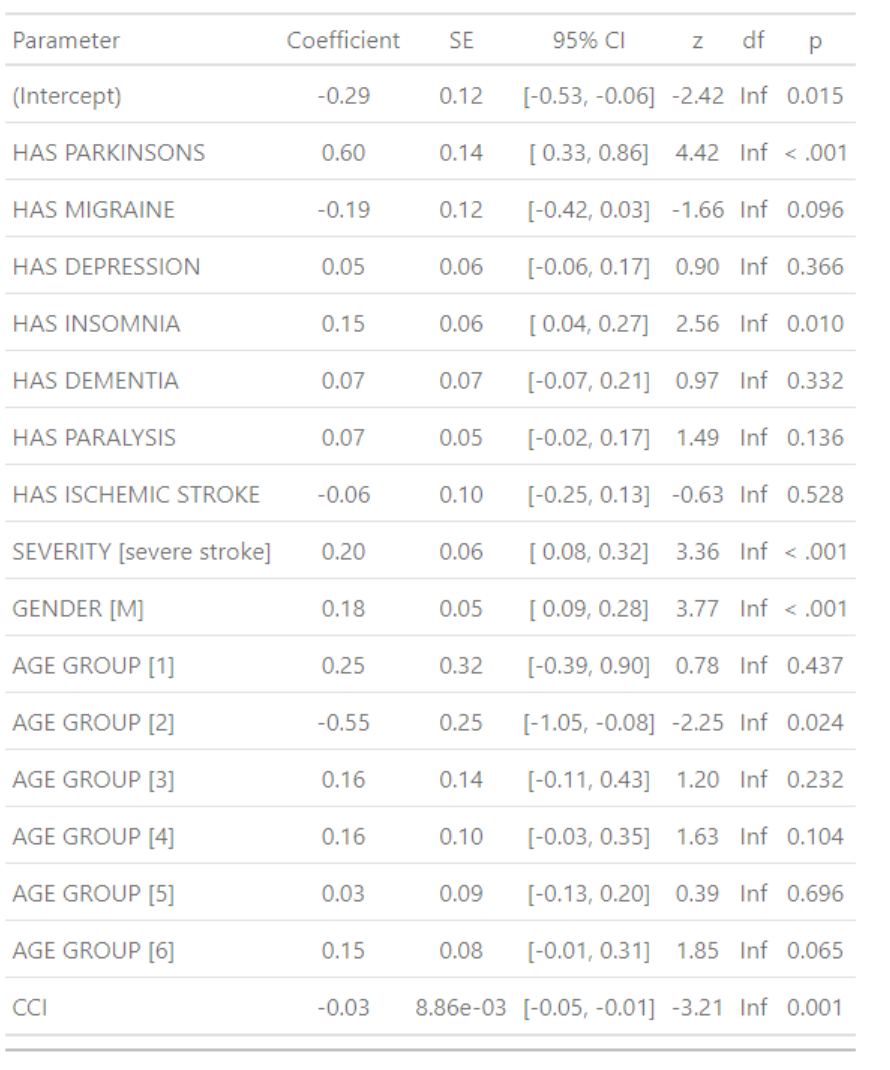 Parameter Coefficient SE 95% CI z df p
(Intercept) -0.29 0.12 [-0.53, -0.06] -2.42 Inf 0.015
HAS PARKINSONS 0.60 0.14 [ 0.33, 0.86] 4.42 Inf < .001
HAS MIGRAINE -0.19 0.12 [-0.42, 0.03] -1.66 Inf 0.096
HAS DEPRESSION 0.05 0.06 [-0.06, 0.17] 0.90 Inf 0.366
HAS INSOMNIA 0.15 0.06 [ 0.04, 0.27] 2.56 Inf 0.010
HAS DEMENTIA 0.07 0.07 [-0.07, 0.21] 0.97 Inf 0.332
HAS PARALYSIS 0.07 0.05 [-0.02, 0.17] 1.49 Inf 0.136
HAS ISCHEMIC STROKE -0.06 0.10 [-0.25, 0.13] -0.63 Inf 0.528
SEVERITY [severe stroke] 0.20 0.06 [ 0.08, 0.32] 3.36 Inf < .001
GENDER [M] 0.18 0.05 [ 0.09, 0.28] 3.77 Inf < .001
AGE GROUP [1] 0.25 0.32 [-0.39, 0.90] 0.78 Inf 0.437
AGE GROUP [2] -0.55 0.25 [-1.05, -0.08] -2.25 Inf 0.024
AGE GROUP [3] 0.16 0.14 [-0.11, 0.43] 1.20 Inf 0.232
AGE GROUP [4] 0.16 0.10 [-0.03, 0.35] 1.63 Inf 0.104
AGE GROUP [5] 0.03 0.09 [-0.13, 0.20] 0.39 Inf 0.696
AGE GROUP [6] 0.15 0.08 [-0.01, 0.31] 1.85 Inf 0.065
CCI -0.03 8.86e-03 [-0.05, -0.01] -3.21 Inf 0.001